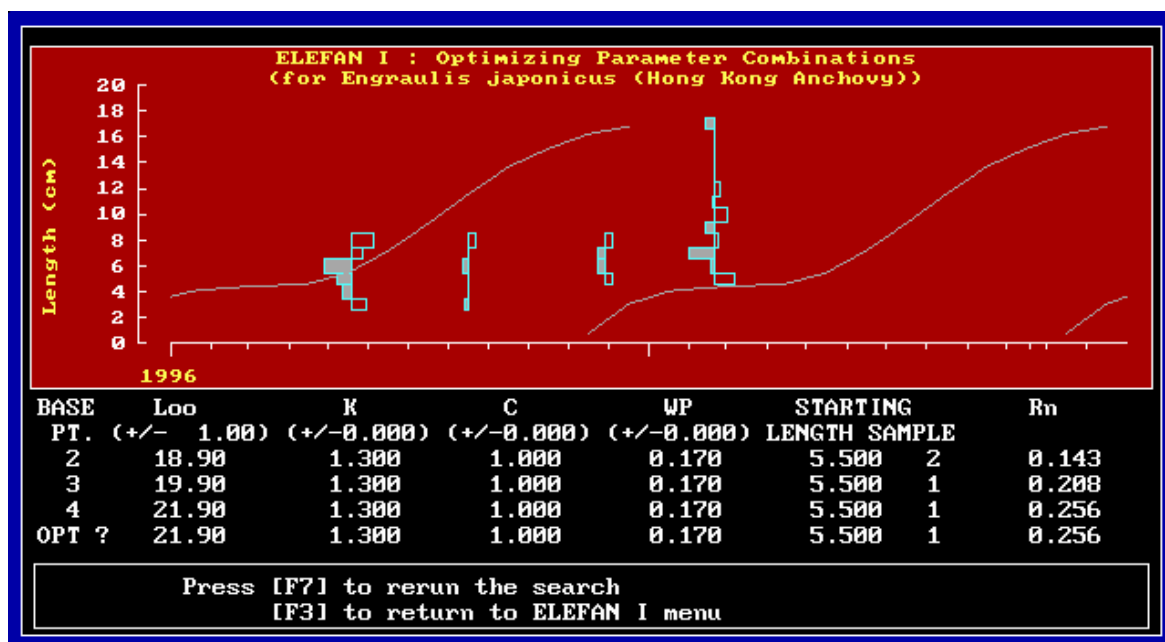 ELEFAN I : Optimizing Parameter Combinations
(for Engraulis japonicus (Hong Kong Anchovy))
Length (cm)
20
18
16
14
12
10
8
6
4
2
0
1996
BASE Loo K C WP STARTING Rn
PT. (+/- 1.00) (+/-0.000) (+/-0.000) (+/-0.000) LENGTH SAMPLE
2 18.90 1.300 1.000 0.170 5.500 2 0.143
3 19.90 1.300 1.000 0.170 5.500 1 0.208
4 21.90 1.300 1.000 0.170 5.500 1 0.256
OPT ? 21.90 1.300 1.000 0.170 5.500 1 0.256
Press [F7] to rerun the search
[F3] to return to ELEFAN I menu